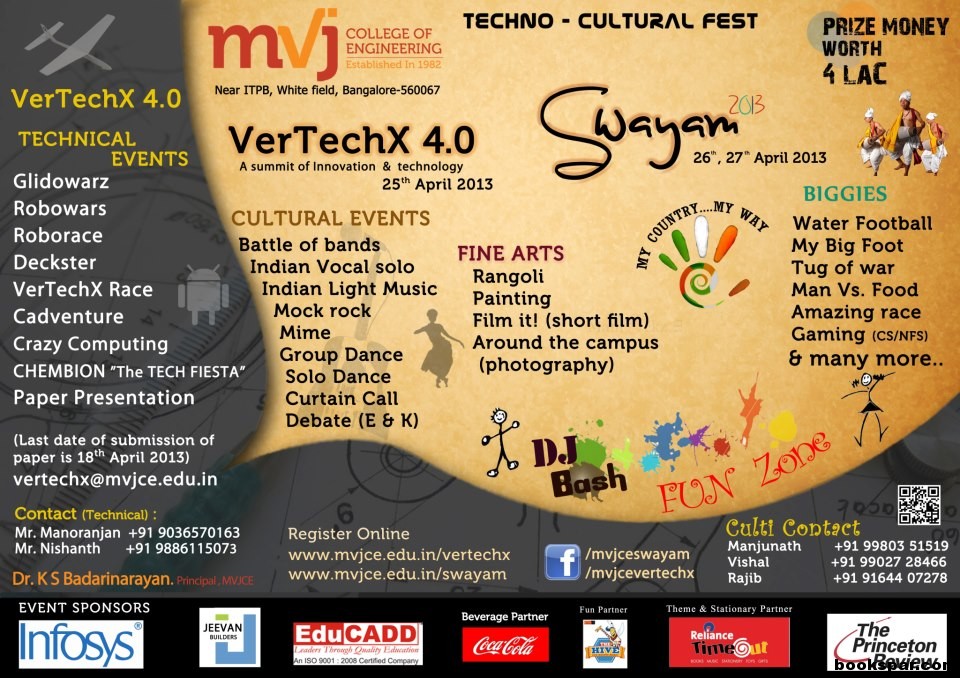 TECHNO - CULTURAL FEST
PRIZE MONEY
WORTH
4 LAC
mvj
COLLEGE OF
ENGINEERING
Established In 1982
Near ITPB, White field, Bangalore-560067
VerTechX 4.0
A summit of Innovation & technology
25th April 2013
Swayam
2013
26th, 27th April 2013
VerTechX 4.0
TECHNICAL
EVENTS
Glidowarz
Robowars
Roborace
Deckster
VerTechX Race
Cadventure
Crazy Computing
CHEMBION "The TECH FIESTA"
Paper Presentation
(Last date of submission of
paper is 18th April 2013)
vertechx@mvjce.edu.in
Contact (Technical) :
Mr. Manoranjan +91 9036570163
Mr. Nishanth +91 9886115073
Dr. K S Badarinarayan. Principal, MVJCE
CULTURAL EVENTS
Battle of bands
Indian Vocal solo
Indian Light Music
Mock rock
Mime
Group Dance
Solo Dance
Curtain Call
Debate (E & K)
FINE ARTS
Rangoli
Painting
Film it! (short film)
Around the campus
(photography)
MY COUNTRY....MY WAY
BIGGIES
Water Football
My Big Foot
Tug of war
Man Vs. Food
Amazing race
Gaming (CS/NFS)
& many more..
DJ
Bash
FUN ZONE
Register Online
www.mvjce.edu.in/vertechx
www.mvjce.edu.in/swayam
f
/mvjceswayam
/mvjcevertechx
Culti Contact
Manjunath +91 99803 51519
Vishal +91 99027 28466
Rajib +91 91644 07278
EVENT SPONSORS
Infosys®
JEEVAN
BUILDERS
EduCADD
Leaders Through Quality Education
An ISO 9001 : 2008 Certified Company
Beverage Partner
Coca-Cola
Fun Partner
HIVE
Theme & Stationary Partner
Reliance
TimeOut
BOOKS MUSIC STATIONERY TOYS GIFTS
The
Princeton
Review